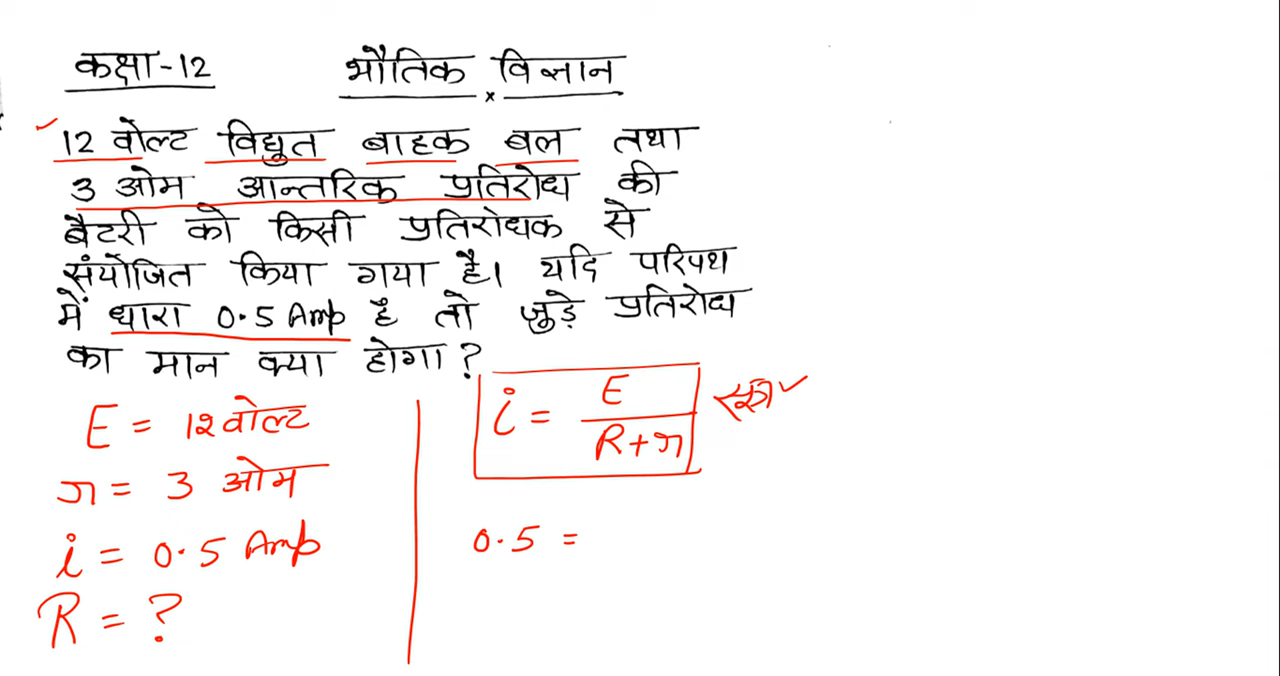 कक्षा-12 भौतिक विज्ञान
12 वोल्ट विद्युत बाहक बल तथा
3 ओम आन्तरिक प्रतिरोध की
बैटरी को किसी प्रतिरोधक से
संयोजित किया गया है। यदि परिपथ
में धारा 0.5 Amp है तो जुड़े प्रतिरोध
का मान क्या होगा?
E = 12 वोल्ट
r = 3 ओम
i = 0.5 Amp
R = ?
i = E / R+r सूत्र
0.5 =